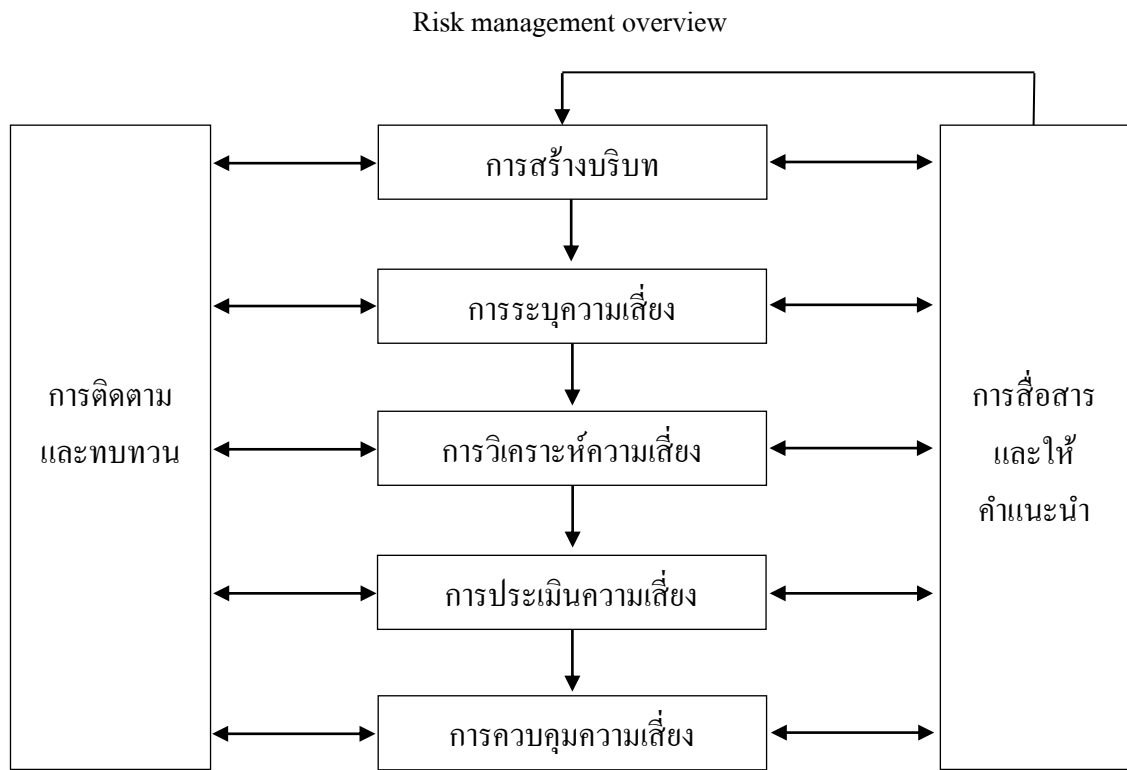 Risk management overview
การสร้างบริบท
การระบุความเสี่ยง
การติดตาม
และทบทวน
การวิเคราะห์ความเสี่ยง
การสื่อสาร
และให้
คำแนะนำ
การประเมินความเสี่ยง
การควบคุมความเสี่ยง